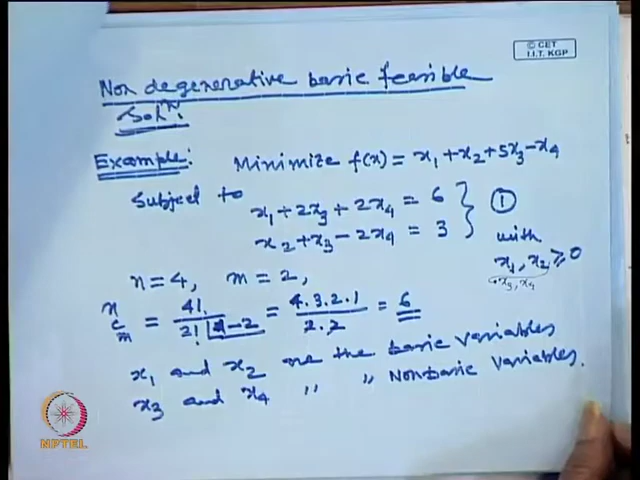 © CET
I.I.T. KGP
Non degenerative basic feasible
Solⁿ.
Example: Minimize f(x) = x₁+x₂+5x₃-x₄
Subject to
x₁+2x₃+2x₄ = 6 } ①
x₂+x₃-2x₄ = 3
with
x₁, x₂ ≥ 0
x₃, x₄
n=4, m=2,
n c m = 4!/2! |4-2 = 4.3.2.1/2.2 = 6
x₁ and x₂ are the basic variables
x₃ and x₄ " " Nonbasic variables.
NPTEL